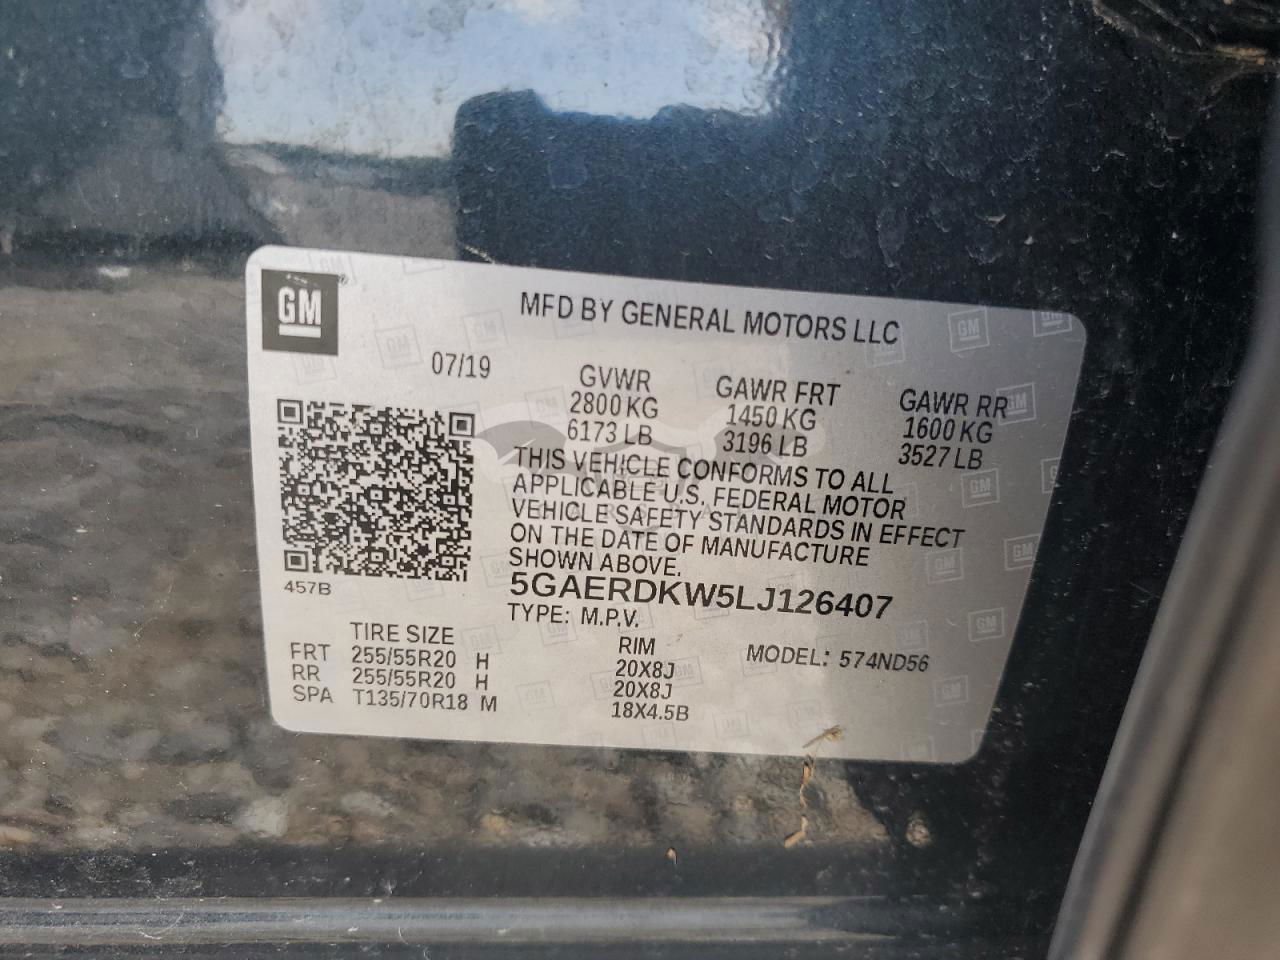 GM
MFD BY GENERAL MOTORS LLC
07/19
GVWR GAWR FRT GAWR RR
2800 KG 1450 KG 1600 KG
6173 LB 3196 LB 3527 LB
THIS VEHICLE CONFORMS TO ALL
APPLICABLE U.S. FEDERAL MOTOR
VEHICLE SAFETY STANDARDS IN EFFECT
ON THE DATE OF MANUFACTURE
SHOWN ABOVE.
457B
5GAERDKW5LJ126407
TYPE: M.P.V.
TIRE SIZE RIM MODEL: 574ND56
FRT 255/55R20 H 20X8J
RR 255/55R20 H 20X8J
SPA T135/70R18 M 18X4.5B